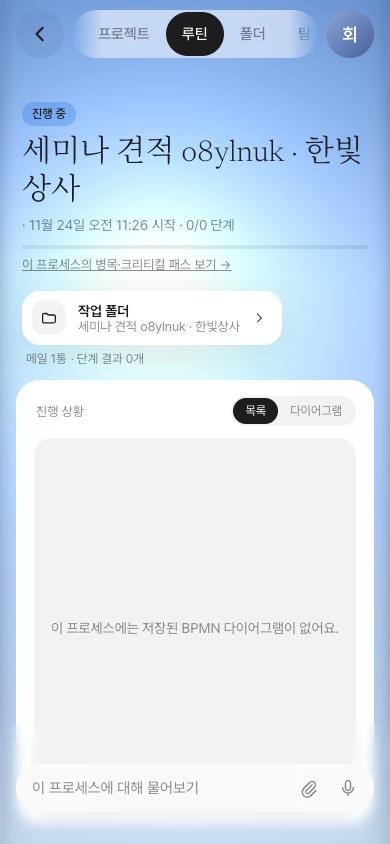 프로젝트 루틴 폴더 팀 회
진행 중
세미나 견적 o8ylnuk · 한빛
상사
· 11월 24일 오전 11:26 시작 · 0/0 단계
이 프로세스의 병목·크리티컬 패스 보기 →
작업 폴더
세미나 견적 o8ylnuk · 한빛상사
메일 1통 · 단계 결과 0개
진행 상황 목록 다이어그램
이 프로세스에는 저장된 BPMN 다이어그램이 없어요.
이 프로세스에 대해 물어보기